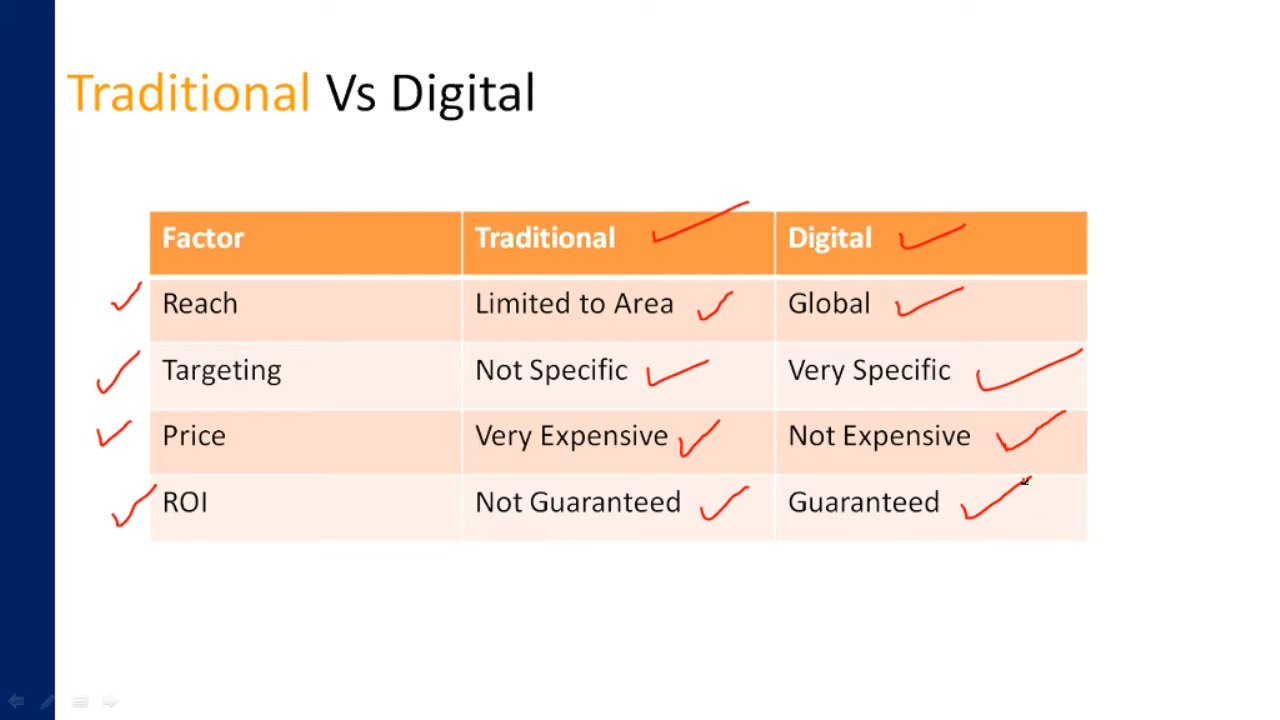 Traditional Vs Digital
Factor Traditional Digital
Reach Limited to Area Global
Targeting Not Specific Very Specific
Price Very Expensive Not Expensive
ROI Not Guaranteed Guaranteed